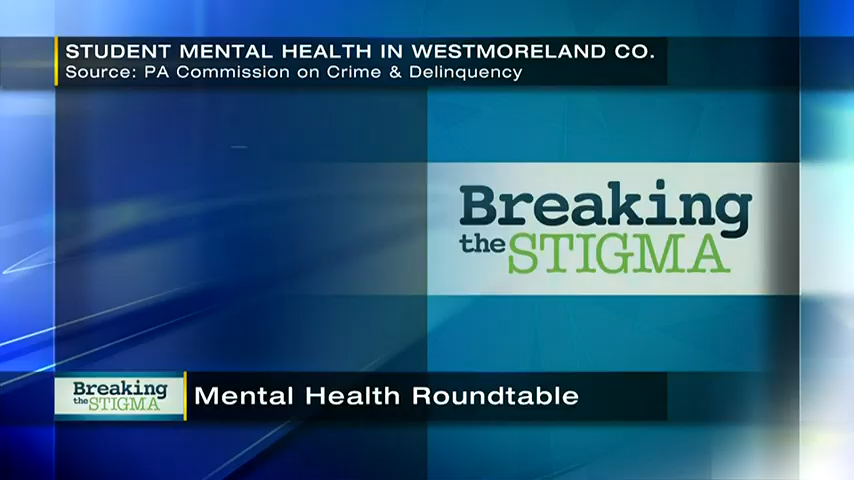 STUDENT MENTAL HEALTH IN WESTMORELAND CO.
Source: PA Commission on Crime & Delinquency
Breaking
the STIGMA
Breaking
the STIGMA
Mental Health Roundtable